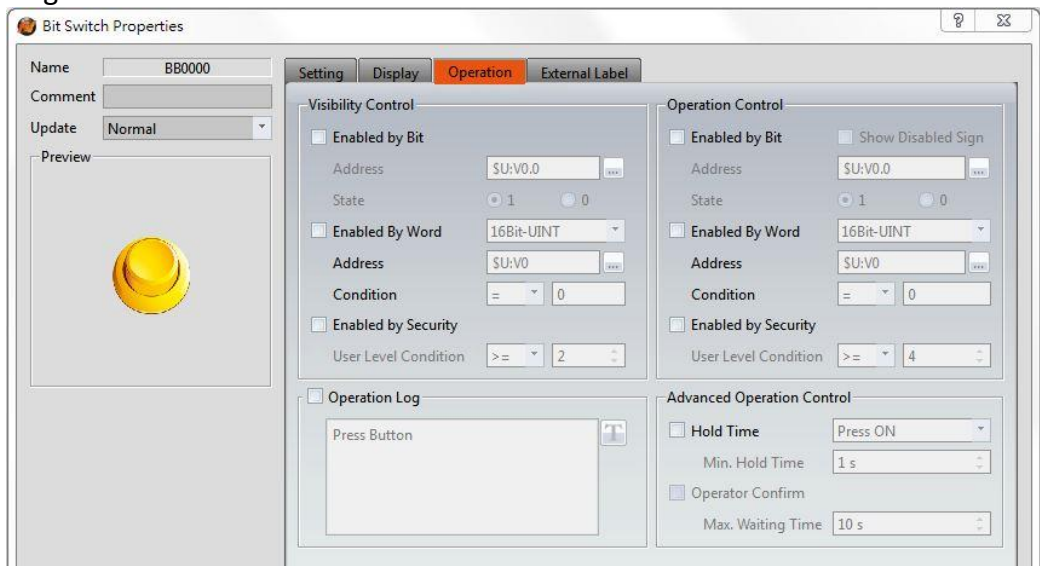 Bit Switch Properties
Name BB0000
Comment
Update Normal
Preview
Setting Display Operation External Label
Visibility Control
Enabled by Bit
Address $U:V0.0 ...
State 1 0
Enabled By Word 16Bit-UINT
Address $U:V0 ...
Condition = 0
Enabled by Security
User Level Condition >= 2
Operation Control
Enabled by Bit Show Disabled Sign
Address $U:V0.0 ...
State 1 0
Enabled By Word 16Bit-UINT
Address $U:V0 ...
Condition = 0
Enabled by Security
User Level Condition >= 4
Operation Log
Press Button T
Advanced Operation Control
Hold Time Press ON
Min. Hold Time 1 s
Operator Confirm
Max. Waiting Time 10 s